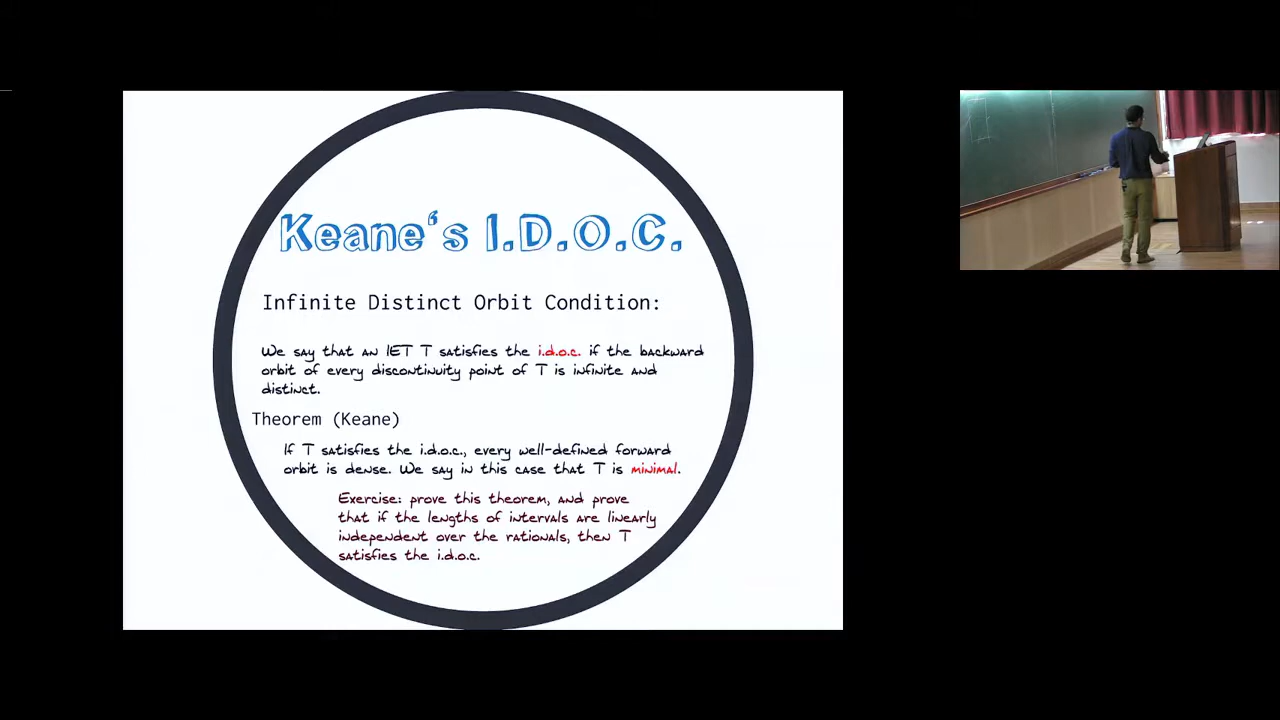 Keane's I.D.O.C.
Infinite Distinct Orbit Condition:
We say that an IET T satisfies the i.d.o.c. if the backward
orbit of every discontinuity point of T is infinite and
distinct.
Theorem (Keane)
If T satisfies the i.d.o.c., every well-defined forward
orbit is dense. We say in this case that T is minimal.
Exercise: prove this theorem, and prove
that if the lengths of intervals are linearly
independent over the rationals, then T
satisfies the i.d.o.c.